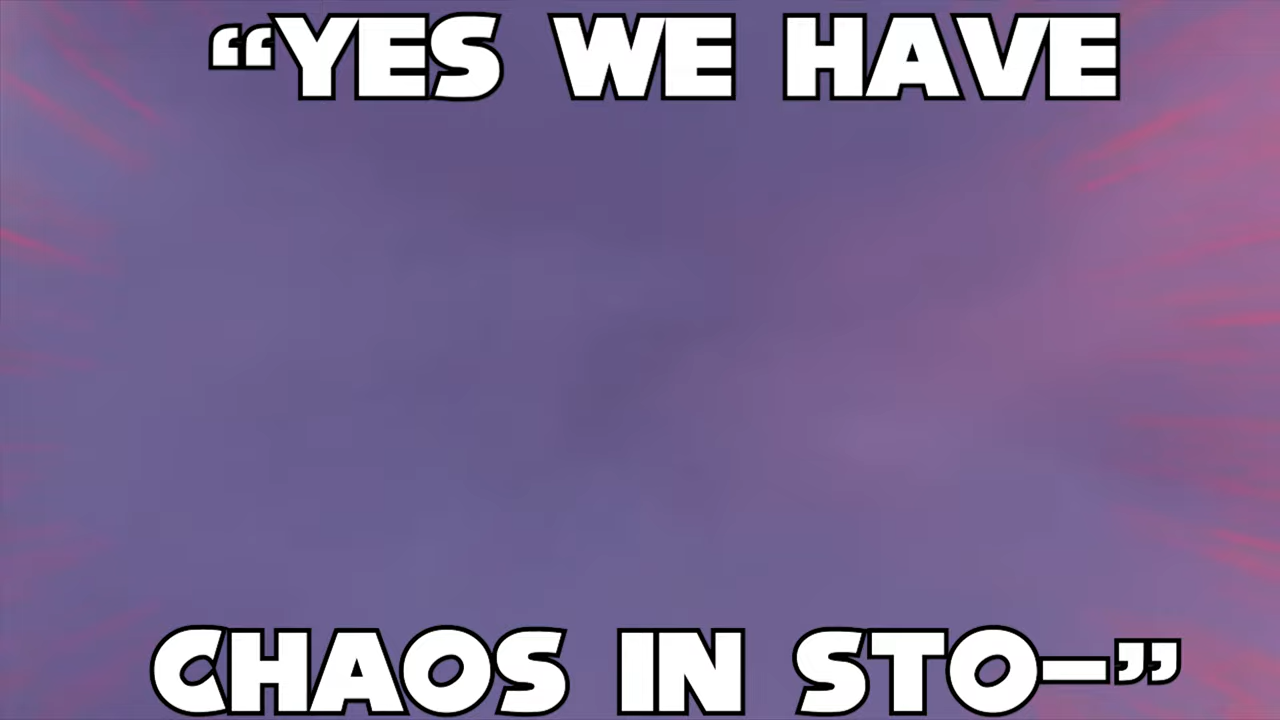 “YES WE HAVE
CHAOS IN STO—”